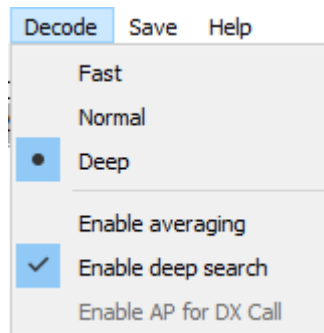 Decode Save Help
Fast
Normal
Deep
Enable averaging
Enable deep search
Enable AP for DX Call